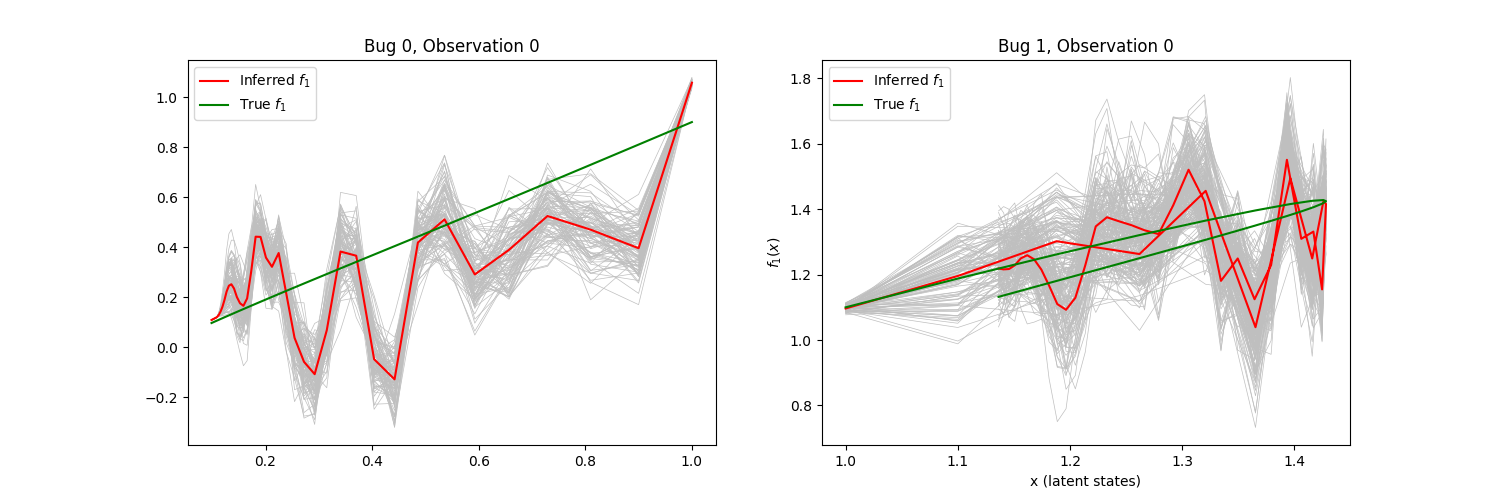 Bug 0, Observation 0
Inferred f₁
True f₁
1.0
0.8
0.6
0.4
0.2
0.0
−0.2
0.2 0.4 0.6 0.8 1.0
Bug 1, Observation 0
Inferred f₁
True f₁
f₁(x)
1.8
1.6
1.4
1.2
1.0
0.8
1.0 1.1 1.2 1.3 1.4
x (latent states)